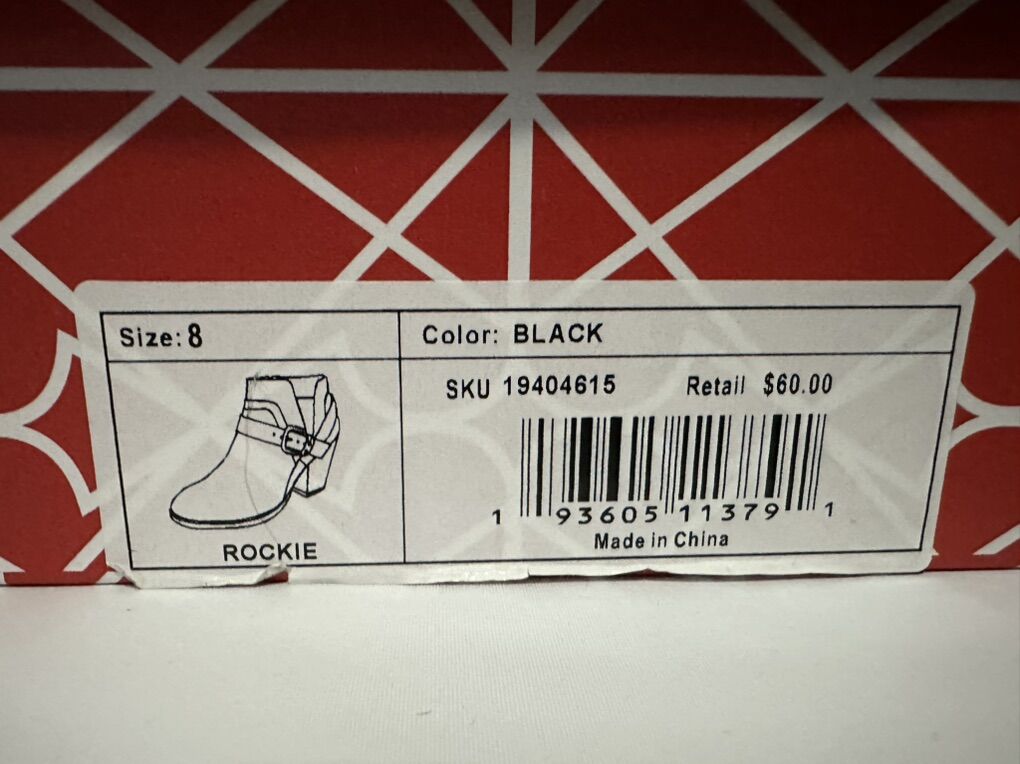 Size: 8
Color: BLACK
SKU 19404615 Retail $60.00
1 93605 11379 1
Made in China
ROCKIE